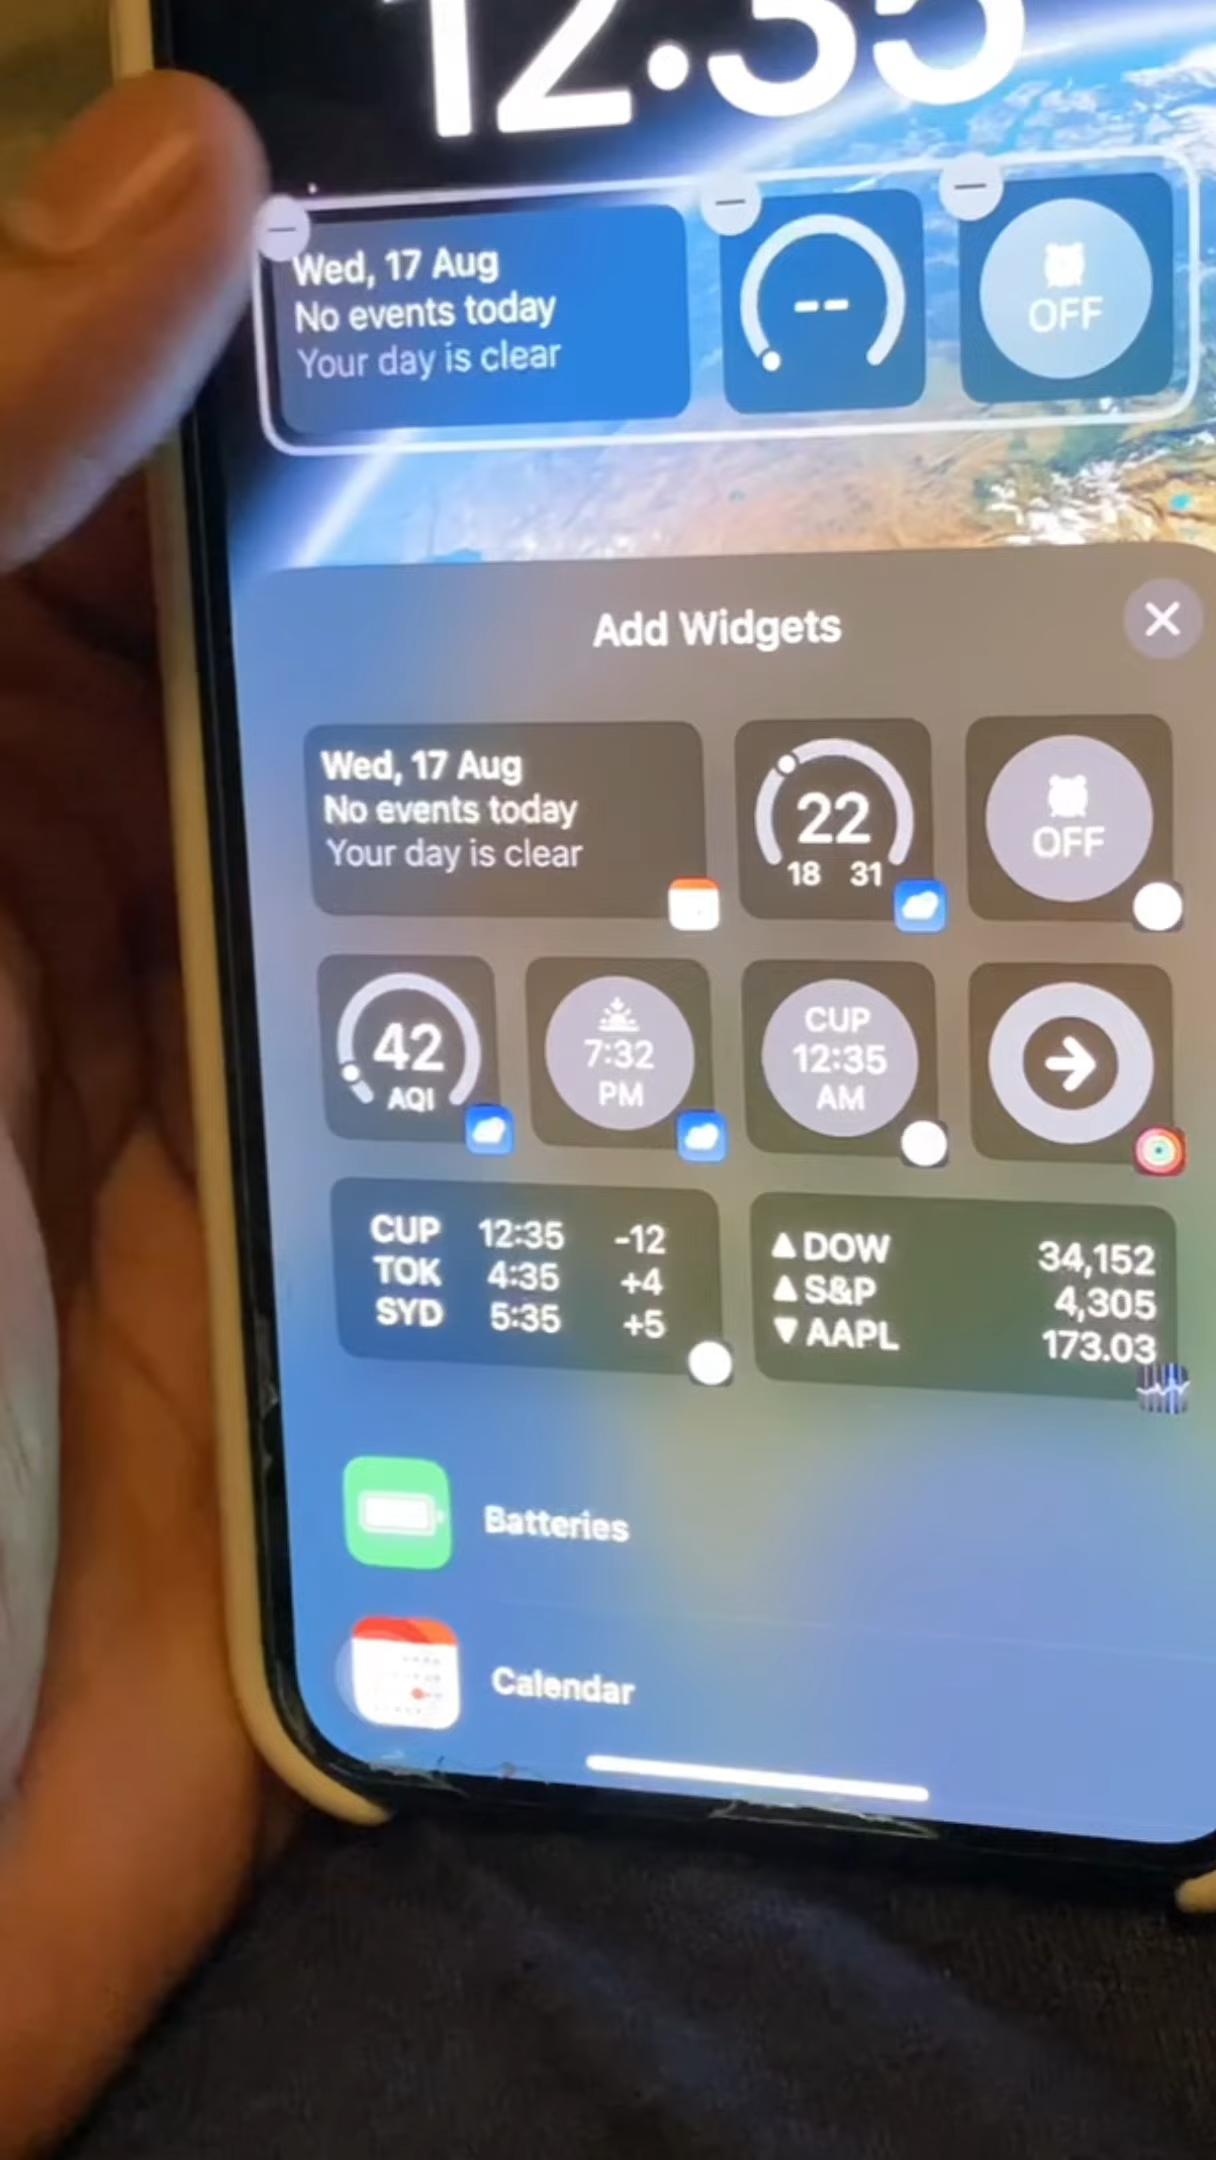 12:35
Wed, 17 Aug
No events today
Your day is clear
--
OFF
Add Widgets
Wed, 17 Aug
No events today
Your day is clear
22
18 31
OFF
42
AQI
7:32
PM
CUP
12:35
AM
CUP 12:35 -12
TOK 4:35 +4
SYD 5:35 +5
▲ DOW 34,152
▲ S&P 4,305
▼ AAPL 173.03
Batteries
Calendar